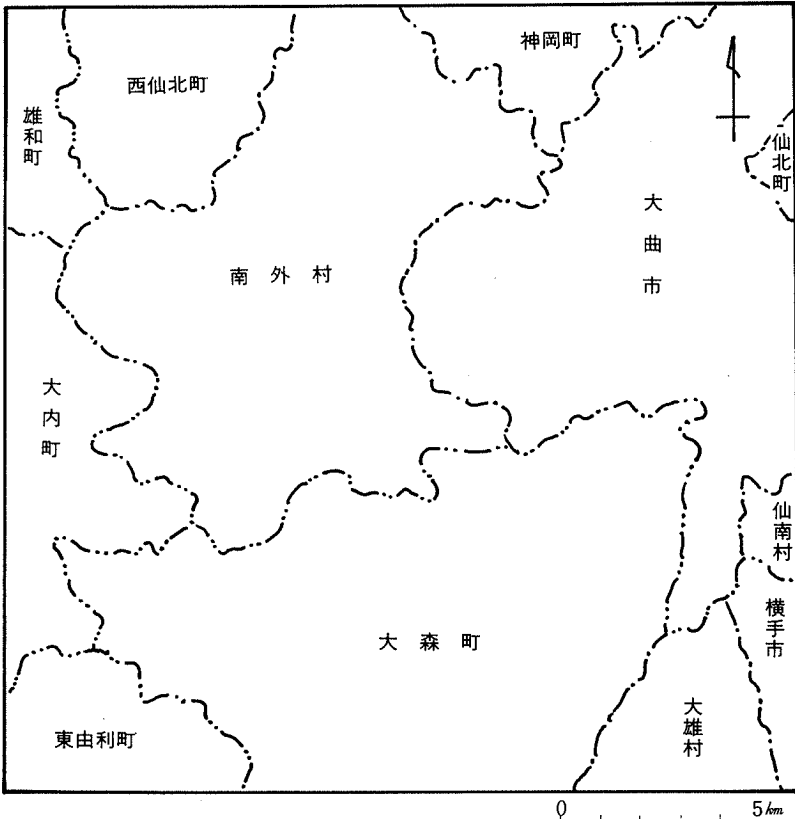 神岡町
西仙北町
雄和町
仙北町
大曲市
南外村
大内町
仙南村
横手市
大森町
大雄村
東由利町
0 5km